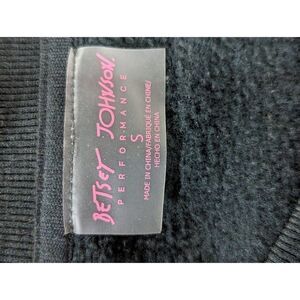 BETSEY JOHNSON.
PERFORMANCE
S
MADE IN CHINA/FABRIQUÉ EN CHINE/
HECHO EN CHINA